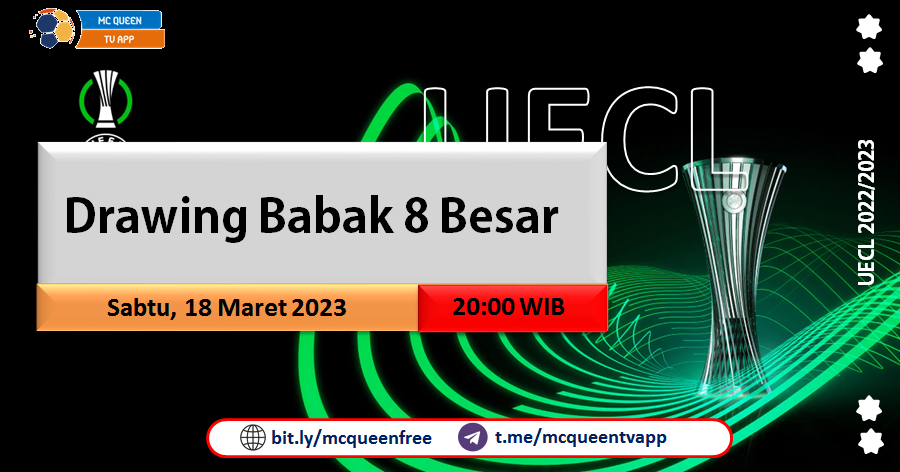 MC QUEEN
TV APP
UECL
Drawing Babak 8 Besar
Sabtu, 18 Maret 2023
20:00 WIB
UECL 2022/2023
bit.ly/mcqueenfree
t.me/mcqueentvapp